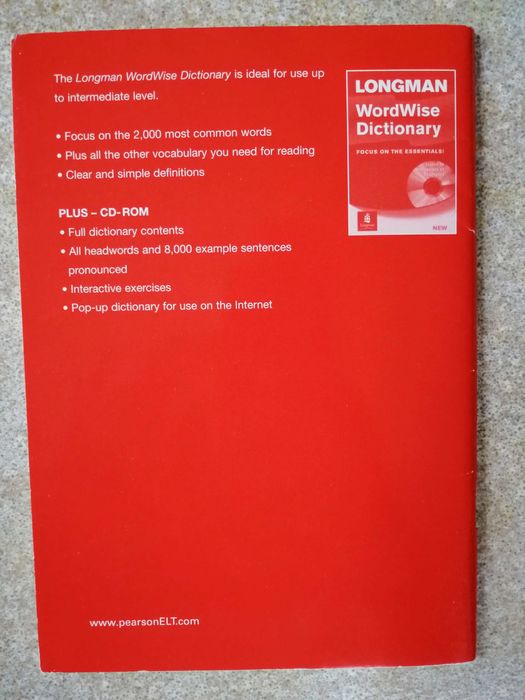 The Longman WordWise Dictionary is ideal for use up
to intermediate level.
• Focus on the 2,000 most common words
• Plus all the other vocabulary you need for reading
• Clear and simple definitions
PLUS – CD-ROM
• Full dictionary contents
• All headwords and 8,000 example sentences
pronounced
• Interactive exercises
• Pop-up dictionary for use on the Internet
LONGMAN
WordWise
Dictionary
FOCUS ON THE ESSENTIALS!
Longman
NEW
www.pearsonELT.com